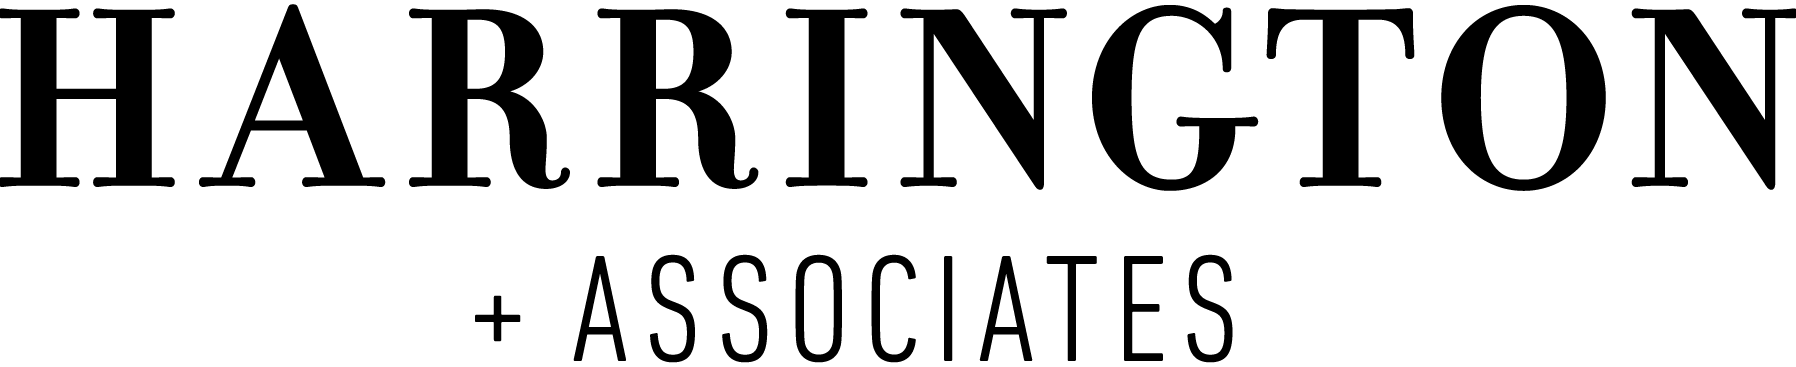 HARRINGTON
+ ASSOCIATES